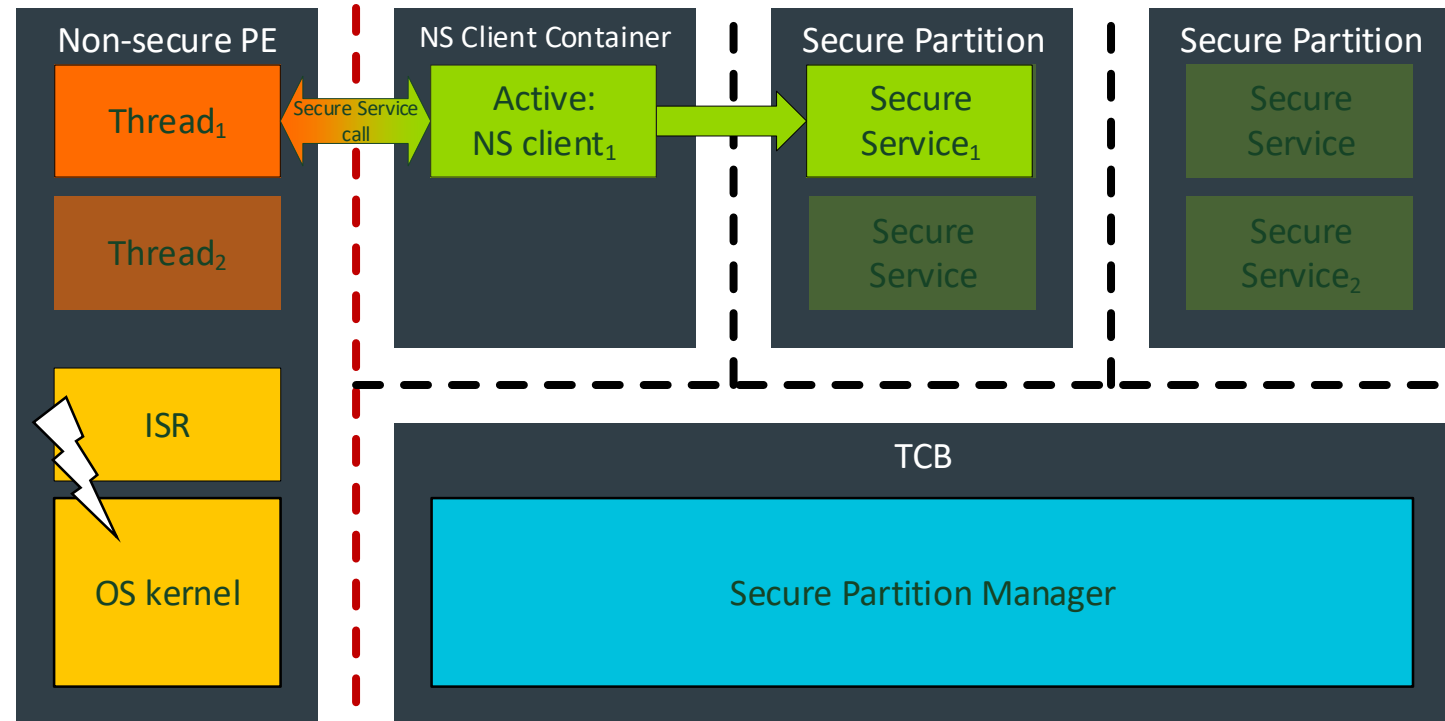 Non-secure PE
Thread₁
Thread₂
ISR
OS kernel
Secure Service
call
NS Client Container
Active:
NS client₁
Secure Partition
Secure
Service₁
Secure
Service
Secure Partition
Secure
Service
Secure
Service₂
TCB
Secure Partition Manager